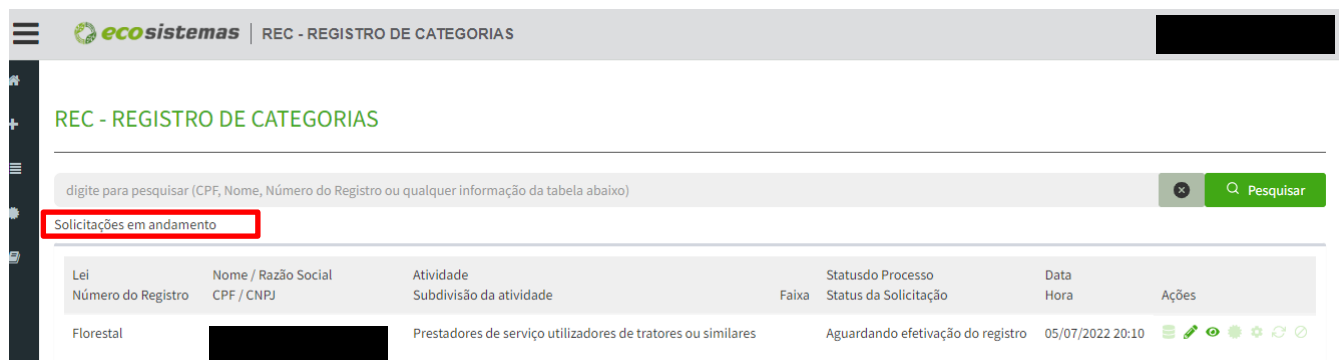 ecosistemas | REC - REGISTRO DE CATEGORIAS
REC - REGISTRO DE CATEGORIAS
digite para pesquisar (CPF, Nome, Número do Registro ou qualquer informação da tabela abaixo)
Pesquisar
Solicitações em andamento
Lei Nome / Razão Social Atividade Statusdo Processo Data
Número do Registro CPF / CNPJ Subdivisão da atividade Faixa Status da Solicitação Hora Ações
Florestal Prestadores de serviço utilizadores de tratores ou similares Aguardando efetivação do registro 05/07/2022 20:10